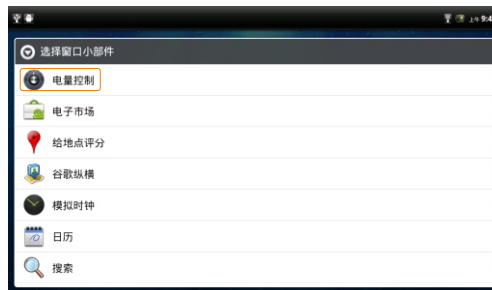 上午 9:4
选择窗口小部件
电量控制
电子市场
给地点评分
谷歌纵横
模拟时钟
日历
搜索